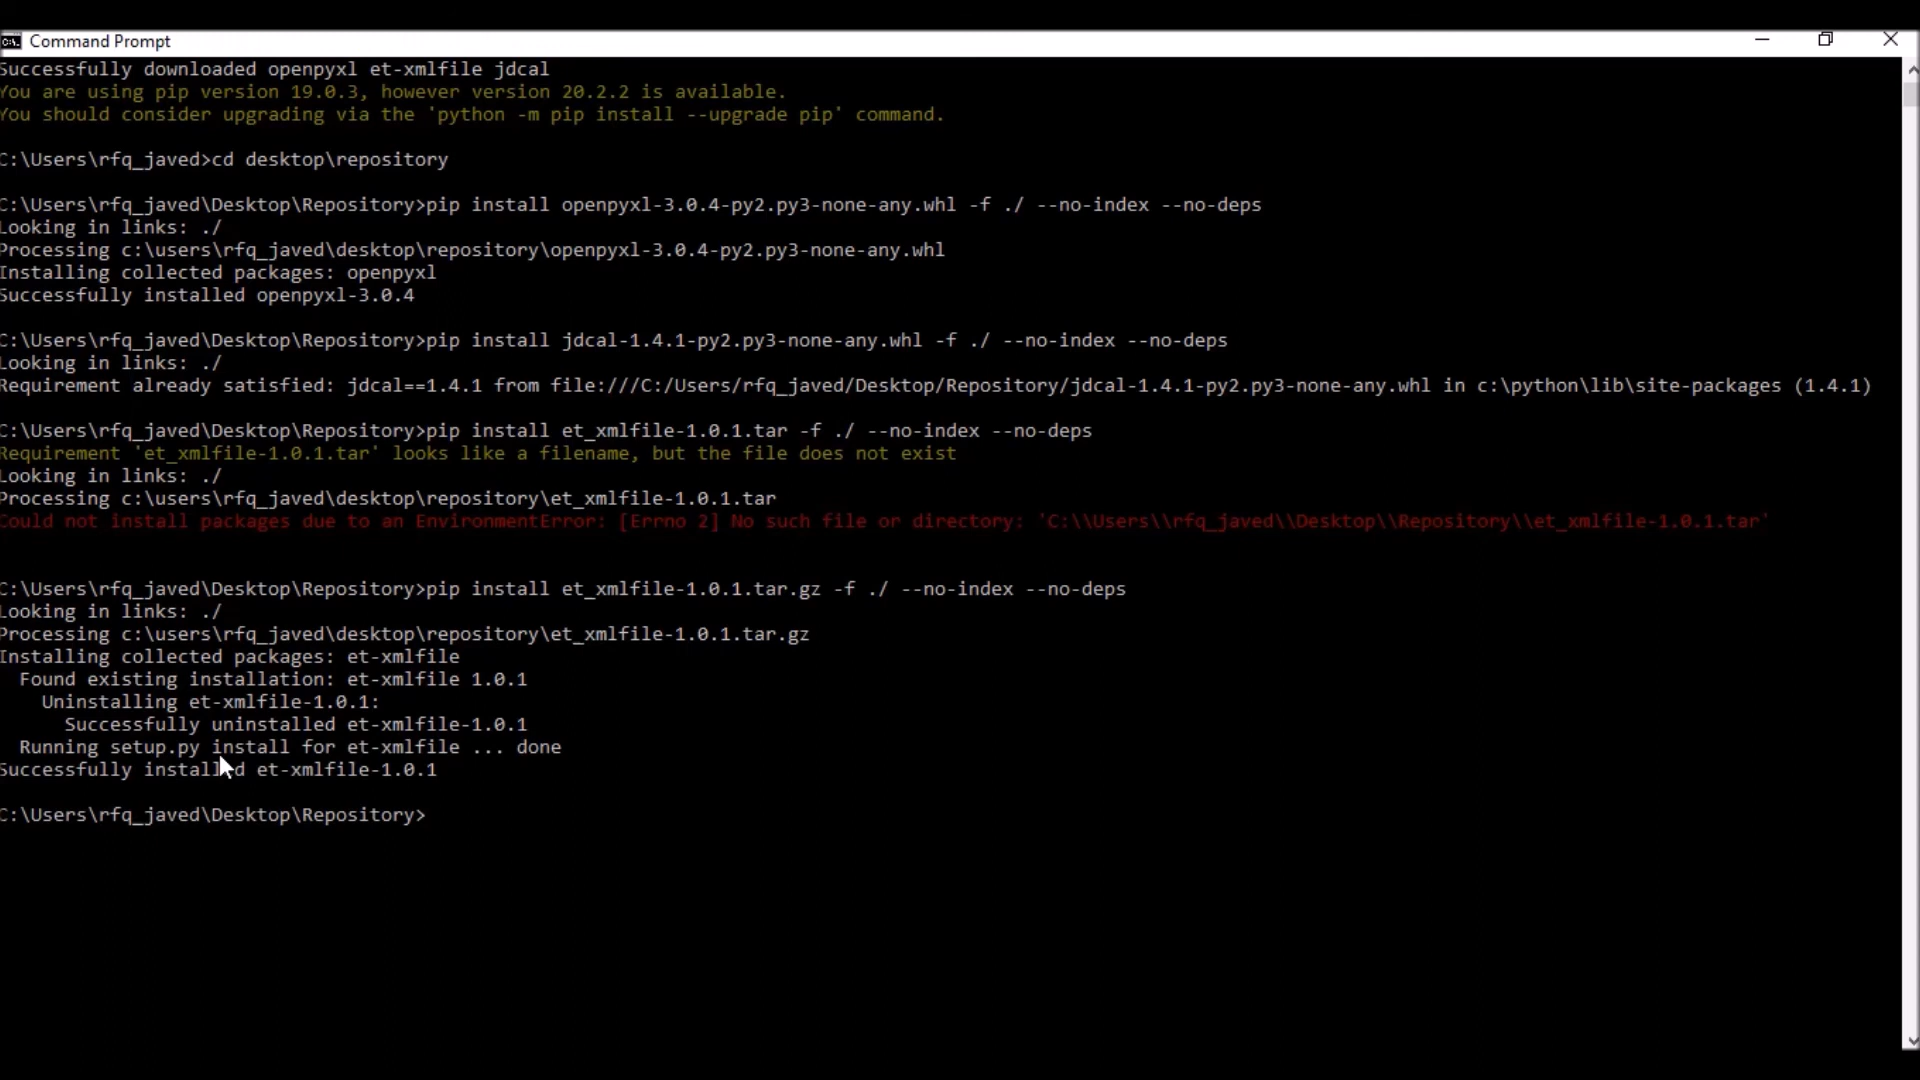 Command Prompt
Successfully downloaded openpyxl et-xmlfile jdcal
You are using pip version 19.0.3, however version 20.2.2 is available.
You should consider upgrading via the 'python -m pip install --upgrade pip' command.
C:\Users\rfq_javed>cd desktop\repository
C:\Users\rfq_javed\Desktop\Repository>pip install openpyxl-3.0.4-py2.py3-none-any.whl -f ./ --no-index --no-deps
Looking in links: ./
Processing c:\users\rfq_javed\desktop\repository\openpyxl-3.0.4-py2.py3-none-any.whl
Installing collected packages: openpyxl
Successfully installed openpyxl-3.0.4
C:\Users\rfq_javed\Desktop\Repository>pip install jdcal-1.4.1-py2.py3-none-any.whl -f ./ --no-index --no-deps
Looking in links: ./
Requirement already satisfied: jdcal==1.4.1 from file:///C:/Users/rfq_javed/Desktop/Repository/jdcal-1.4.1-py2.py3-none-any.whl in c:\python\lib\site-packages (1.4.1)
C:\Users\rfq_javed\Desktop\Repository>pip install et_xmlfile-1.0.1.tar -f ./ --no-index --no-deps
Requirement 'et_xmlfile-1.0.1.tar' looks like a filename, but the file does not exist
Looking in links: ./
Processing c:\users\rfq_javed\desktop\repository\et_xmlfile-1.0.1.tar
Could not install packages due to an EnvironmentError: [Errno 2] No such file or directory: 'C:\\Users\\rfq_javed\\Desktop\\Repository\\et_xmlfile-1.0.1.tar'
C:\Users\rfq_javed\Desktop\Repository>pip install et_xmlfile-1.0.1.tar.gz -f ./ --no-index --no-deps
Looking in links: ./
Processing c:\users\rfq_javed\desktop\repository\et_xmlfile-1.0.1.tar.gz
Installing collected packages: et-xmlfile
Found existing installation: et-xmlfile 1.0.1
Uninstalling et-xmlfile-1.0.1:
Successfully uninstalled et-xmlfile-1.0.1
Running setup.py install for et-xmlfile ... done
Successfully installed et-xmlfile-1.0.1
C:\Users\rfq_javed\Desktop\Repository>